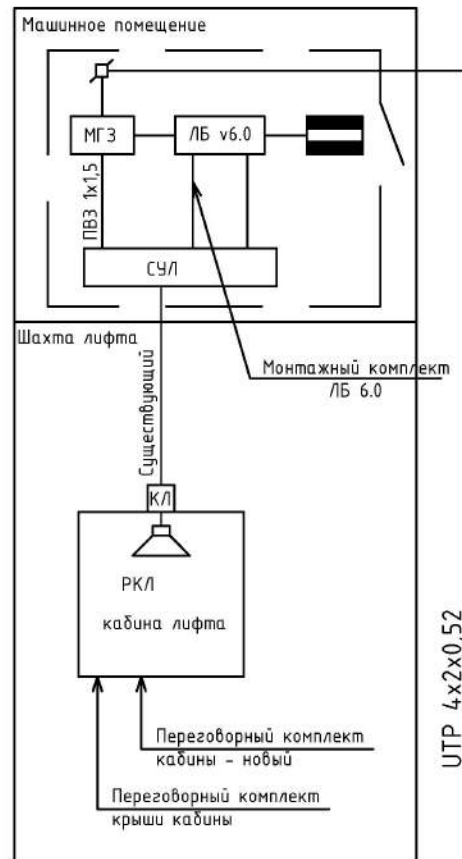 Машинное помещение
МГЗ
ЛБ v6.0
ПВЗ 1х1,5
СУЛ
Шахта лифта
Монтажный комплект
ЛБ 6.0
Существующий
КЛ
РКЛ
кабина лифта
UTP 4x2x0,52
Переговорный комплект
кабины - новый
Переговорный комплект
крыши кабины